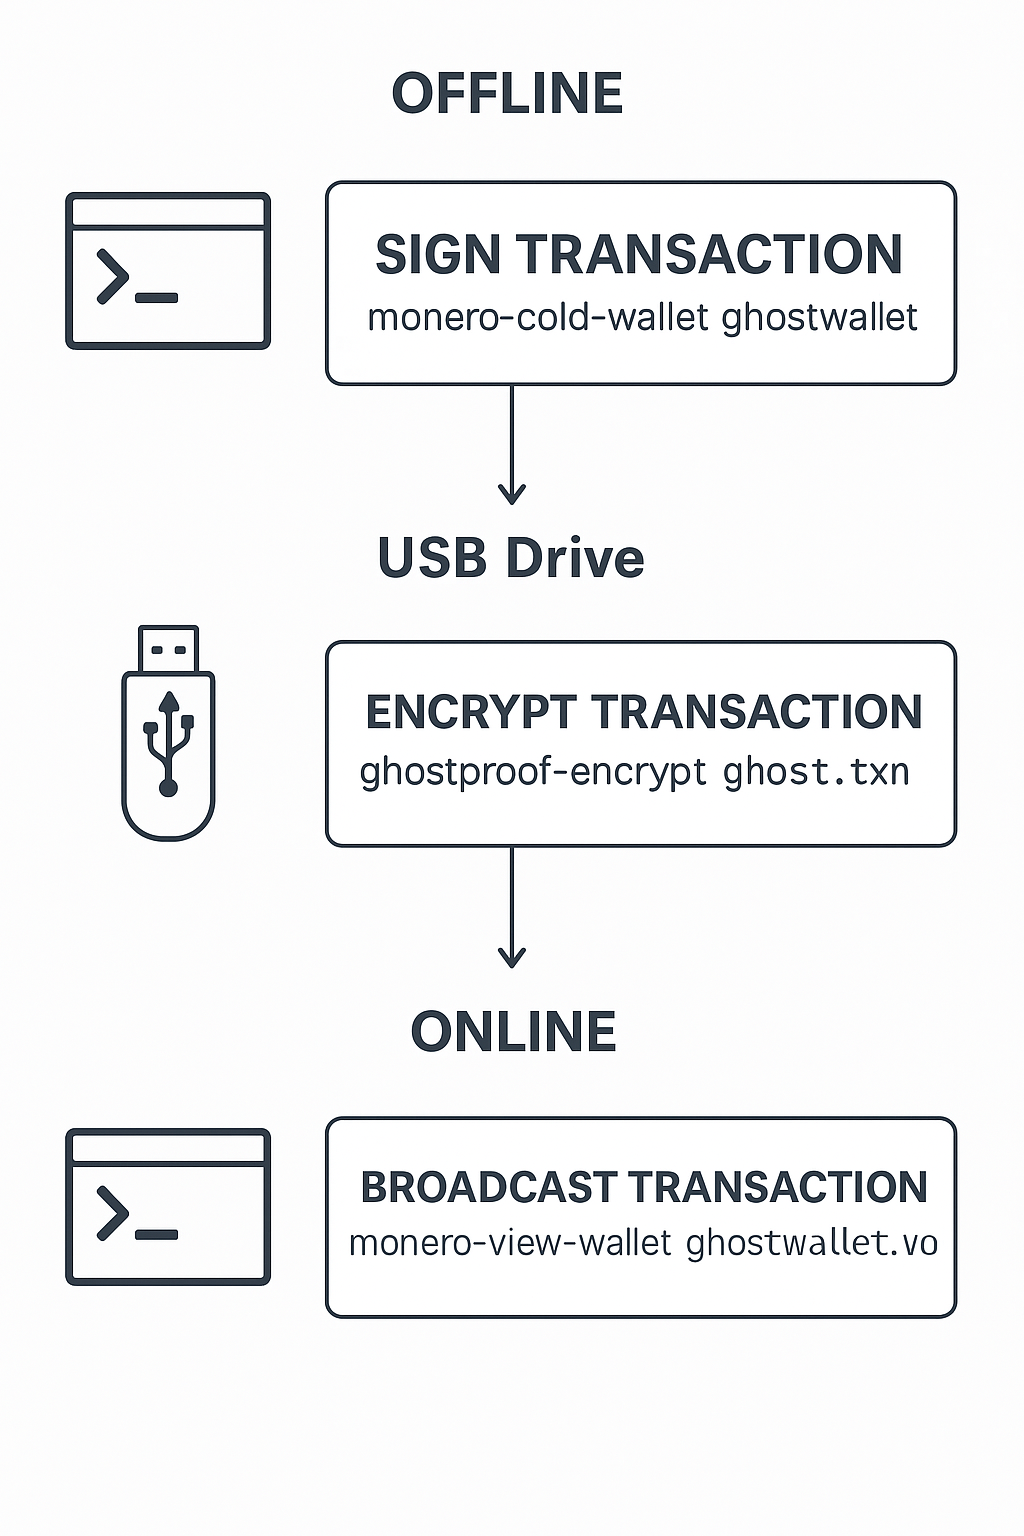 OFFLINE
SIGN TRANSACTION
monero-cold-wallet ghostwallet
USB Drive
ENCRYPT TRANSACTION
ghostproof-encrypt ghost.txn
ONLINE
BROADCAST TRANSACTION
monero-view-wallet ghostwallet.vo